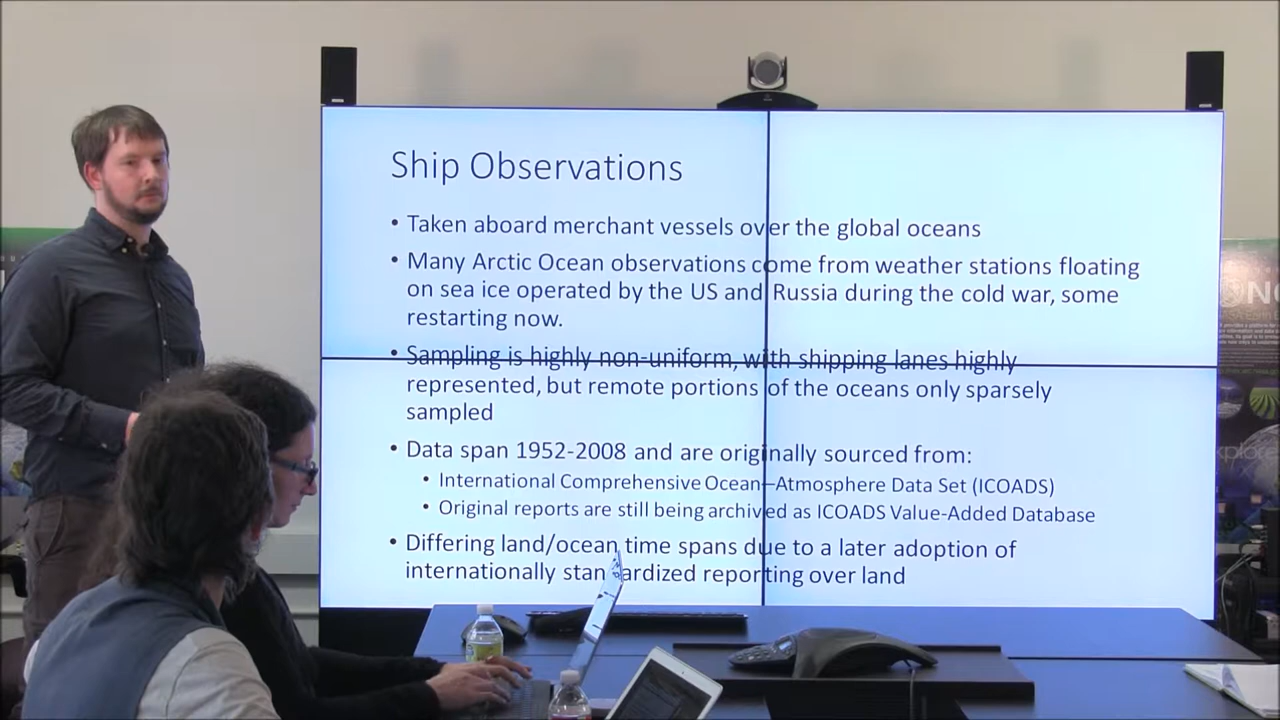 Ship Observations
• Taken aboard merchant vessels over the global oceans
• Many Arctic Ocean observations come from weather stations floating
on sea ice operated by the US and Russia during the cold war, some
restarting now.
• Sampling is highly non-uniform, with shipping lanes highly
represented, but remote portions of the oceans only sparsely
sampled
• Data span 1952-2008 and are originally sourced from:
• International Comprehensive Ocean–Atmosphere Data Set (ICOADS)
• Original reports are still being archived as ICOADS Value-Added Database
• Differing land/ocean time spans due to a later adoption of
internationally standardized reporting over land